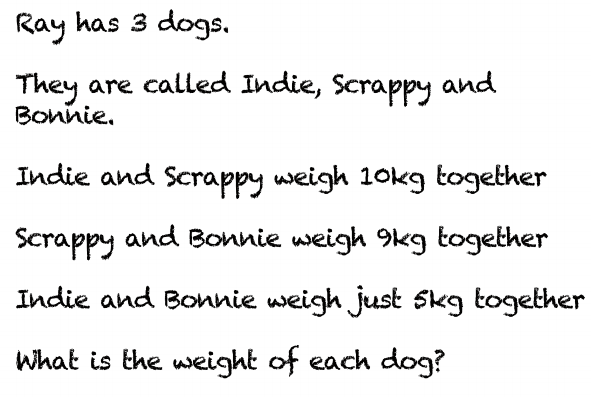 Ray has 3 dogs.
They are called Indie, Scrappy and
Bonnie.
Indie and Scrappy weigh 10kg together
Scrappy and Bonnie weigh 9kg together
Indie and Bonnie weigh just 5kg together
What is the weight of each dog?